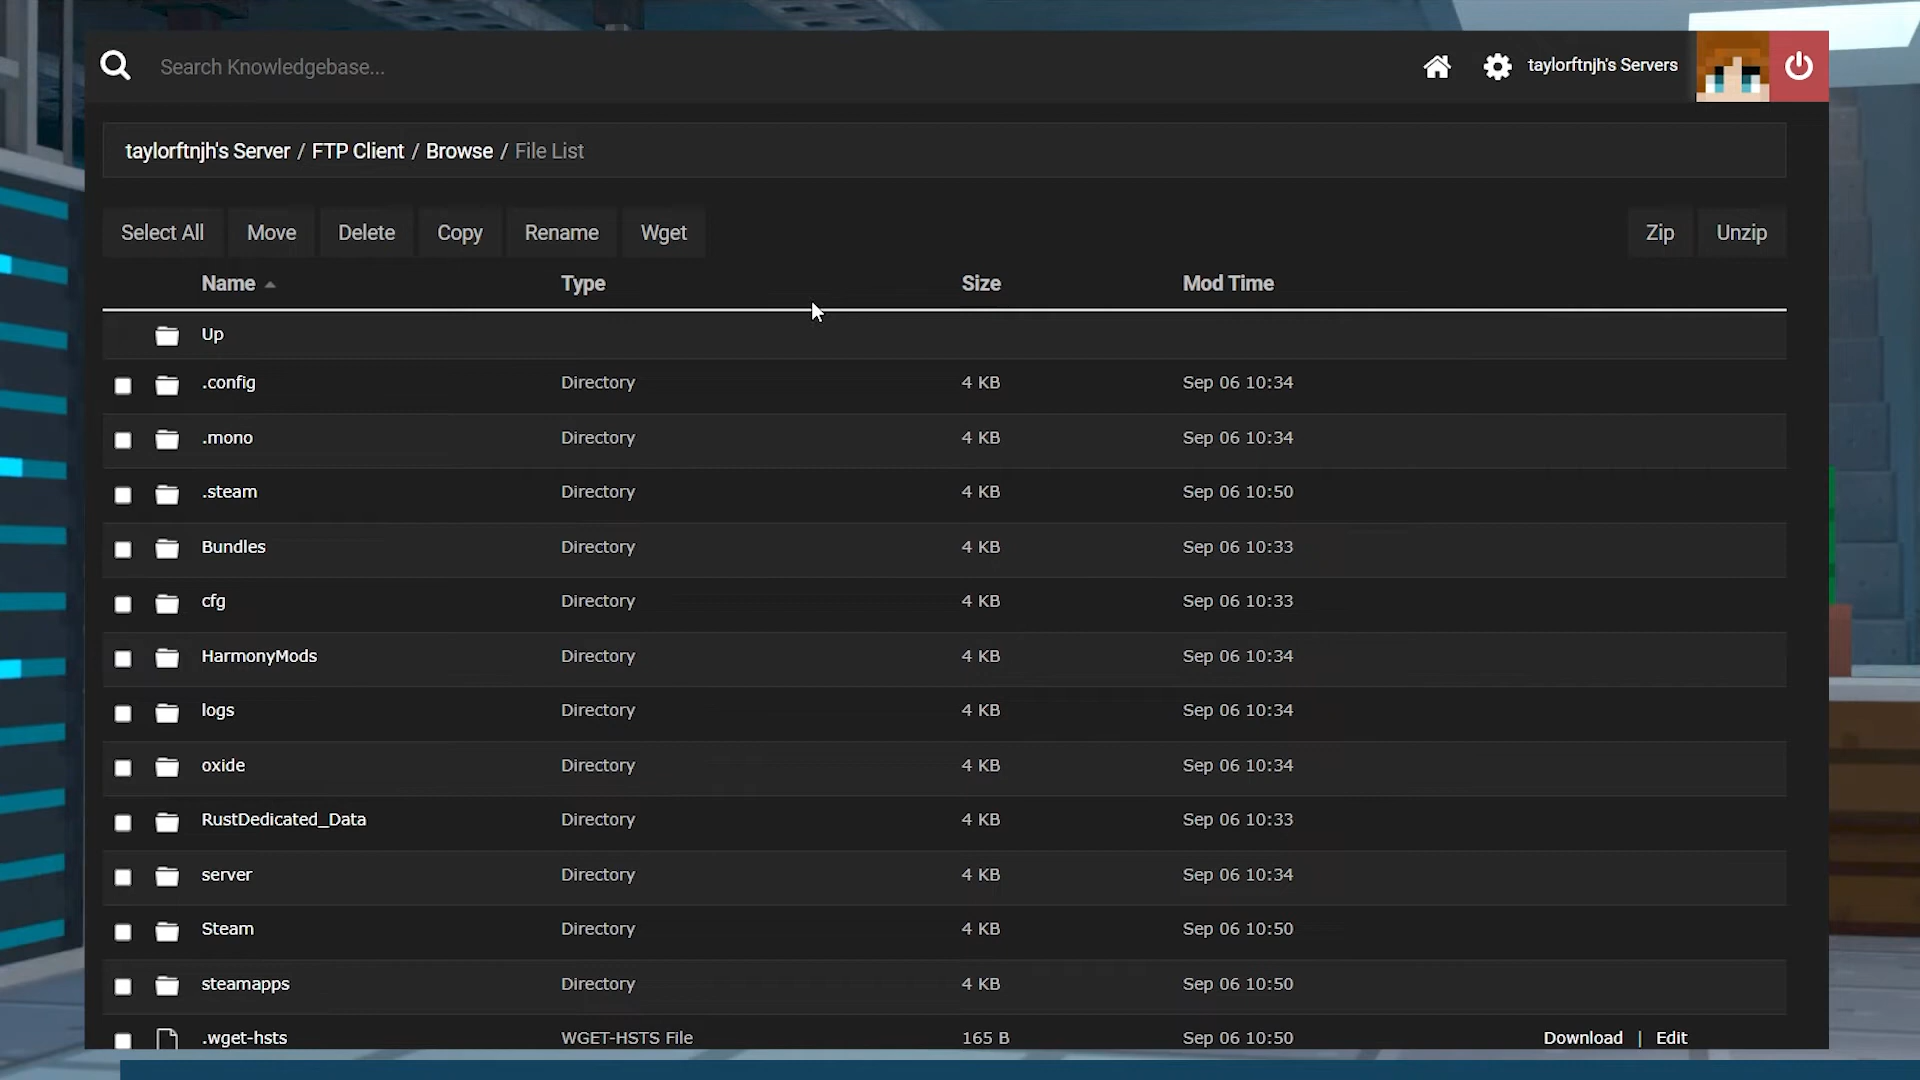 Search Knowledgebase...
taylorftnjh's Servers
taylorftnjh's Server / FTP Client / Browse / File List
Select All Move Delete Copy Rename Wget Zip Unzip
Name Type Size Mod Time
Up
.config Directory 4 KB Sep 06 10:34
.mono Directory 4 KB Sep 06 10:34
.steam Directory 4 KB Sep 06 10:50
Bundles Directory 4 KB Sep 06 10:33
cfg Directory 4 KB Sep 06 10:33
HarmonyMods Directory 4 KB Sep 06 10:34
logs Directory 4 KB Sep 06 10:34
oxide Directory 4 KB Sep 06 10:34
RustDedicated_Data Directory 4 KB Sep 06 10:33
server Directory 4 KB Sep 06 10:34
Steam Directory 4 KB Sep 06 10:50
steamapps Directory 4 KB Sep 06 10:50
.wget-hsts WGET-HSTS File 165 B Sep 06 10:50 Download | Edit